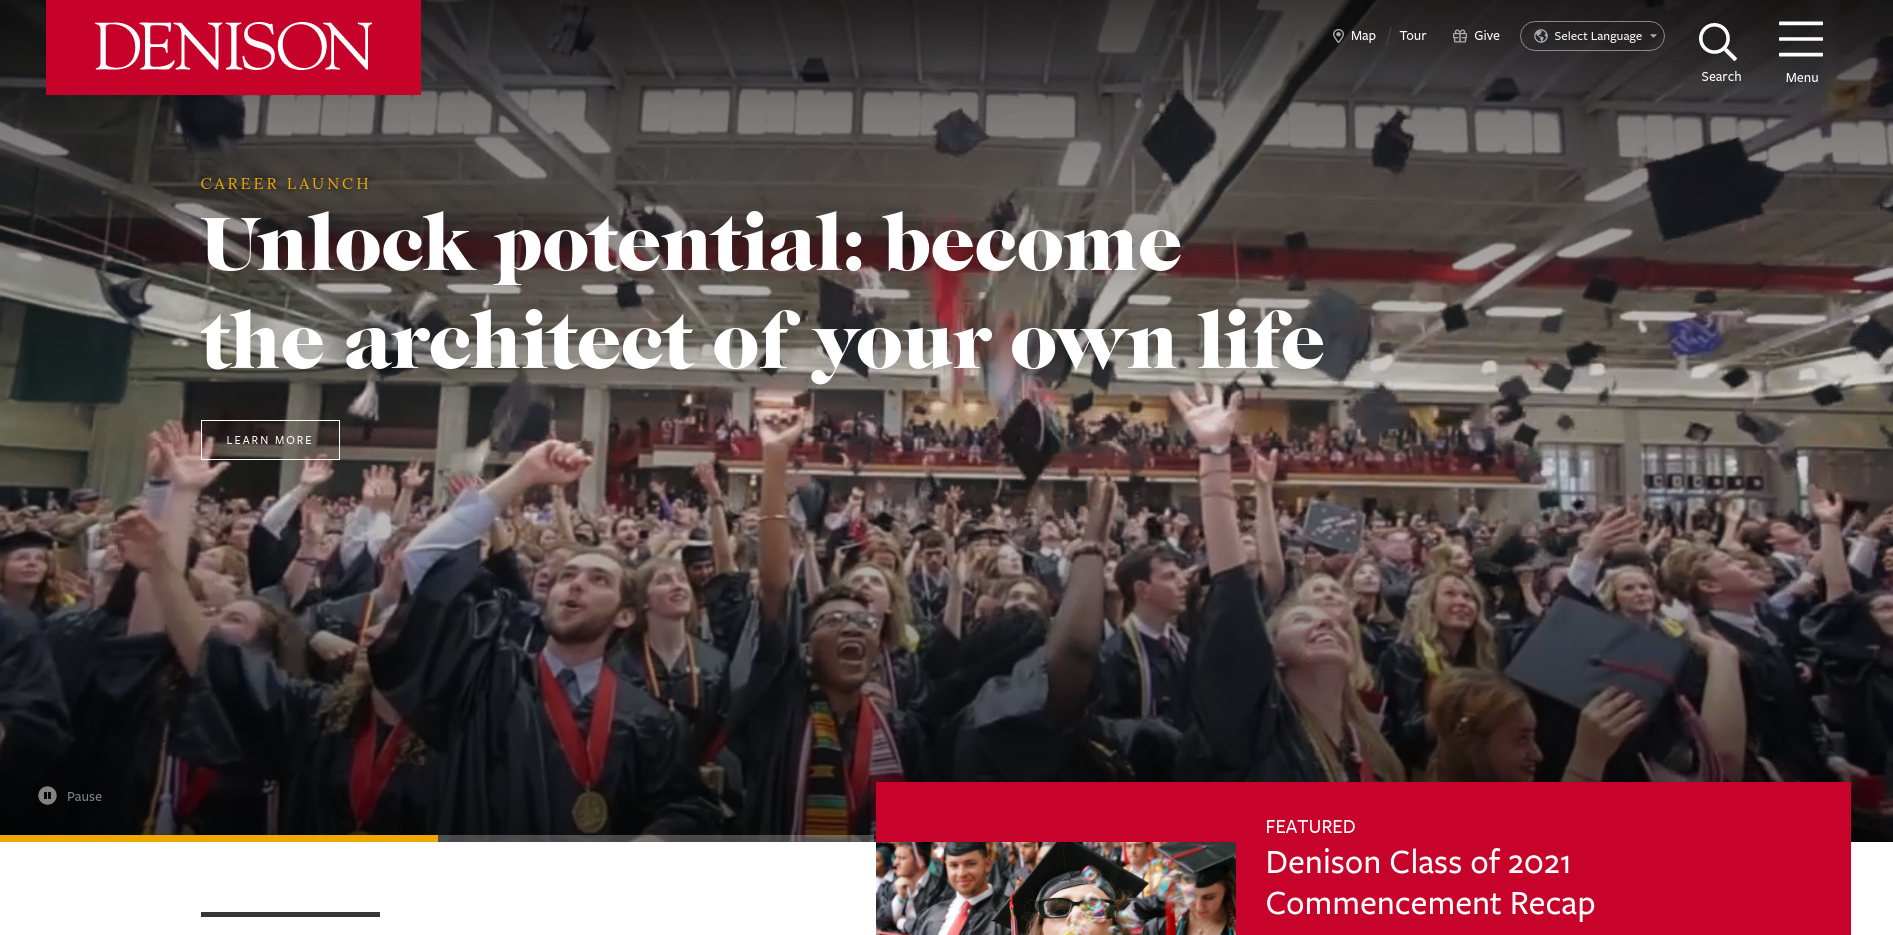 DENISON
Map
Tour
Give
Select Language
Search
Menu
CAREER LAUNCH
Unlock potential: become
the architect of your own life
LEARN MORE
Pause
FEATURED
Denison Class of 2021
Commencement Recap